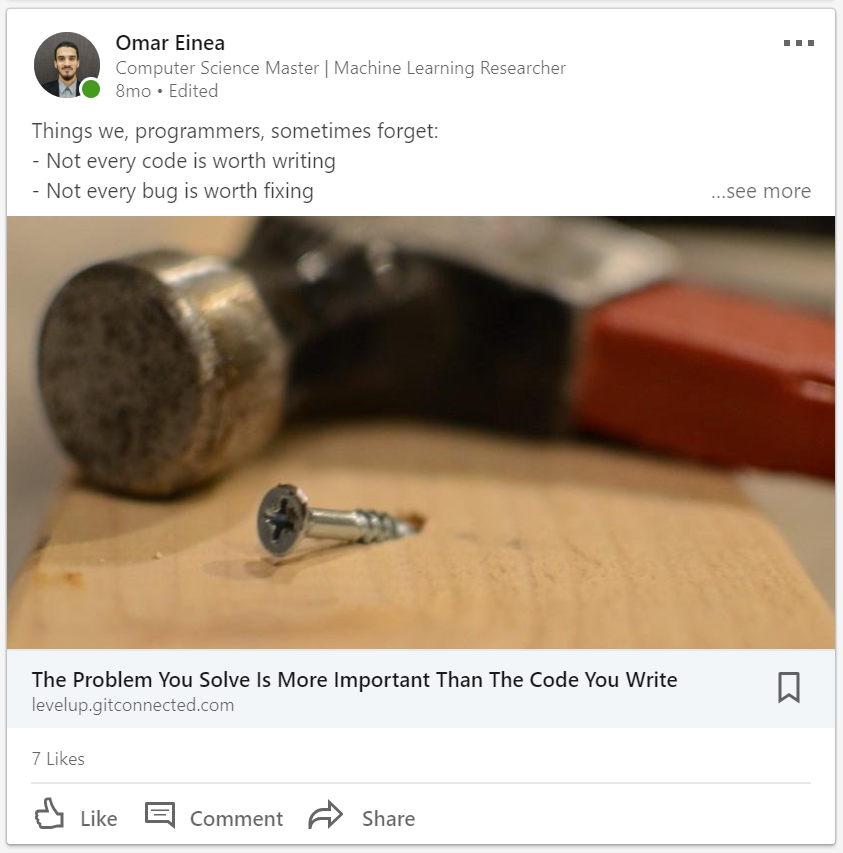 Omar Einea
Computer Science Master | Machine Learning Researcher
8mo • Edited
Things we, programmers, sometimes forget:
- Not every code is worth writing
- Not every bug is worth fixing
...see more
The Problem You Solve Is More Important Than The Code You Write
levelup.gitconnected.com
7 Likes
Like Comment Share